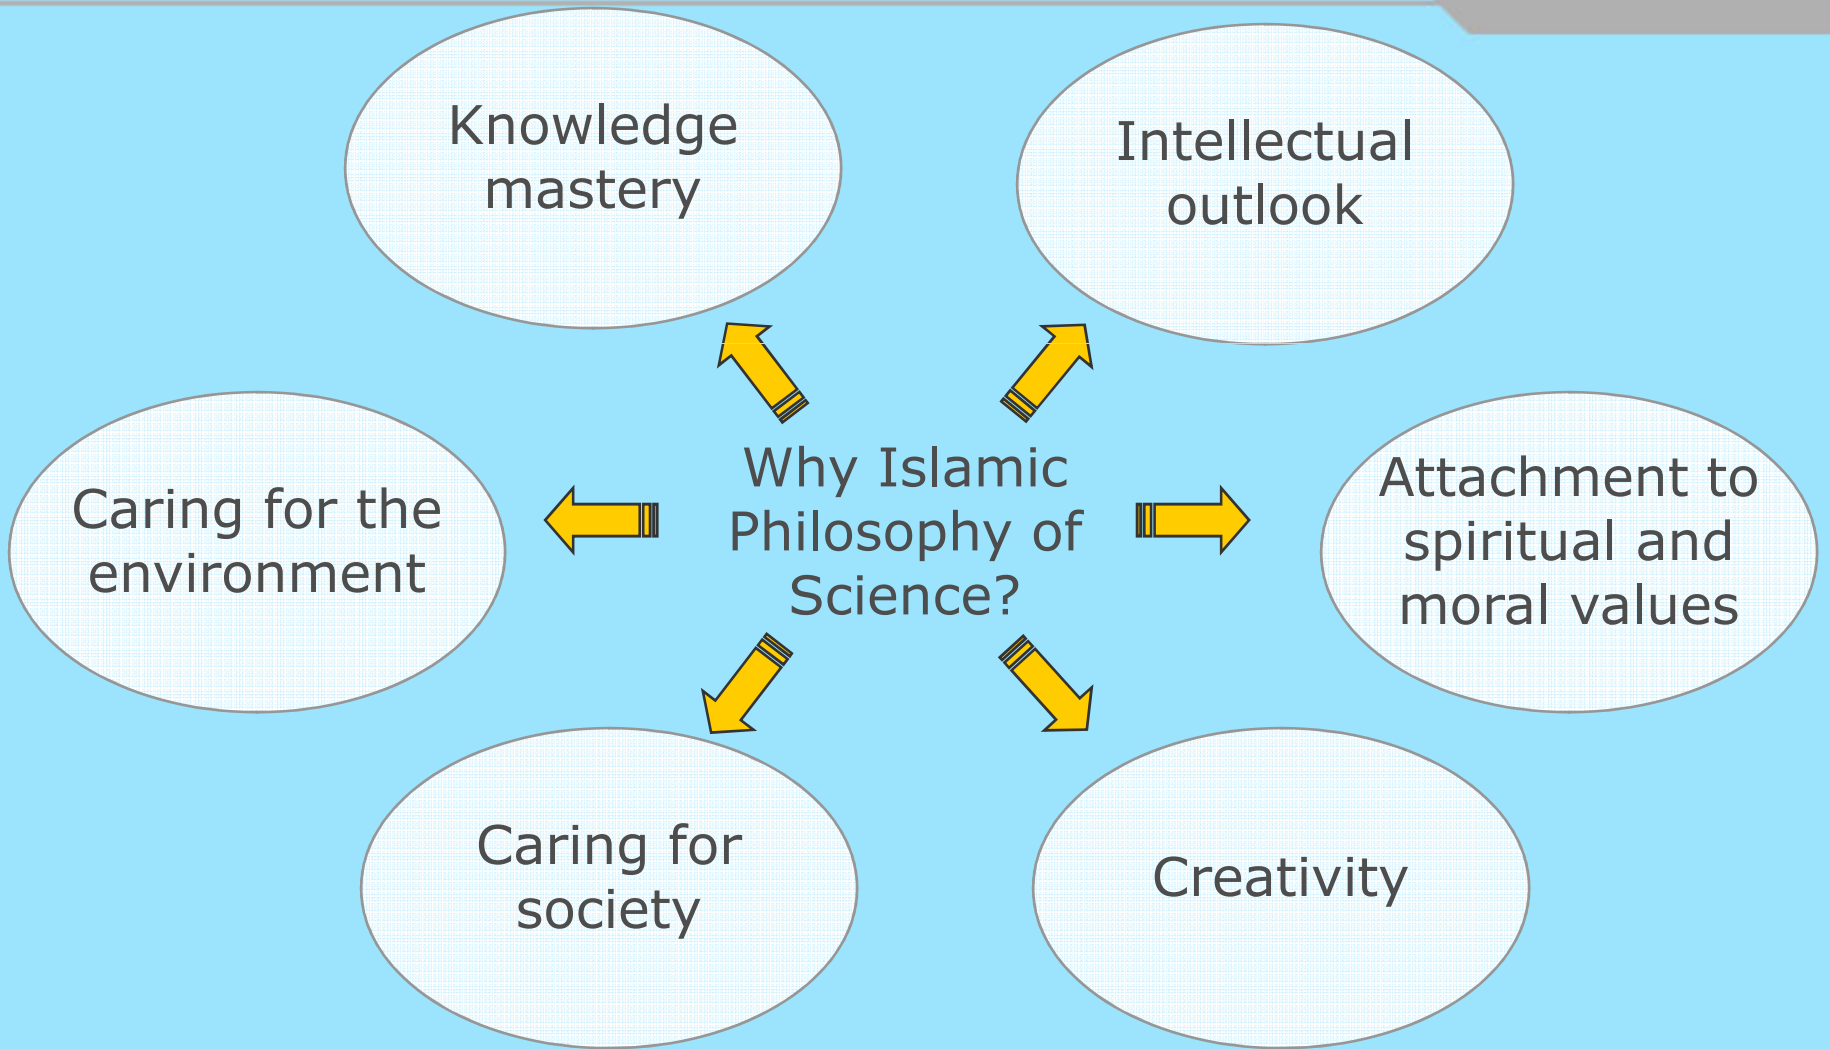 Knowledge
mastery
Intellectual
outlook
Why Islamic
Philosophy of
Science?
Caring for the
environment
Attachment to
spiritual and
moral values
Caring for
society
Creativity